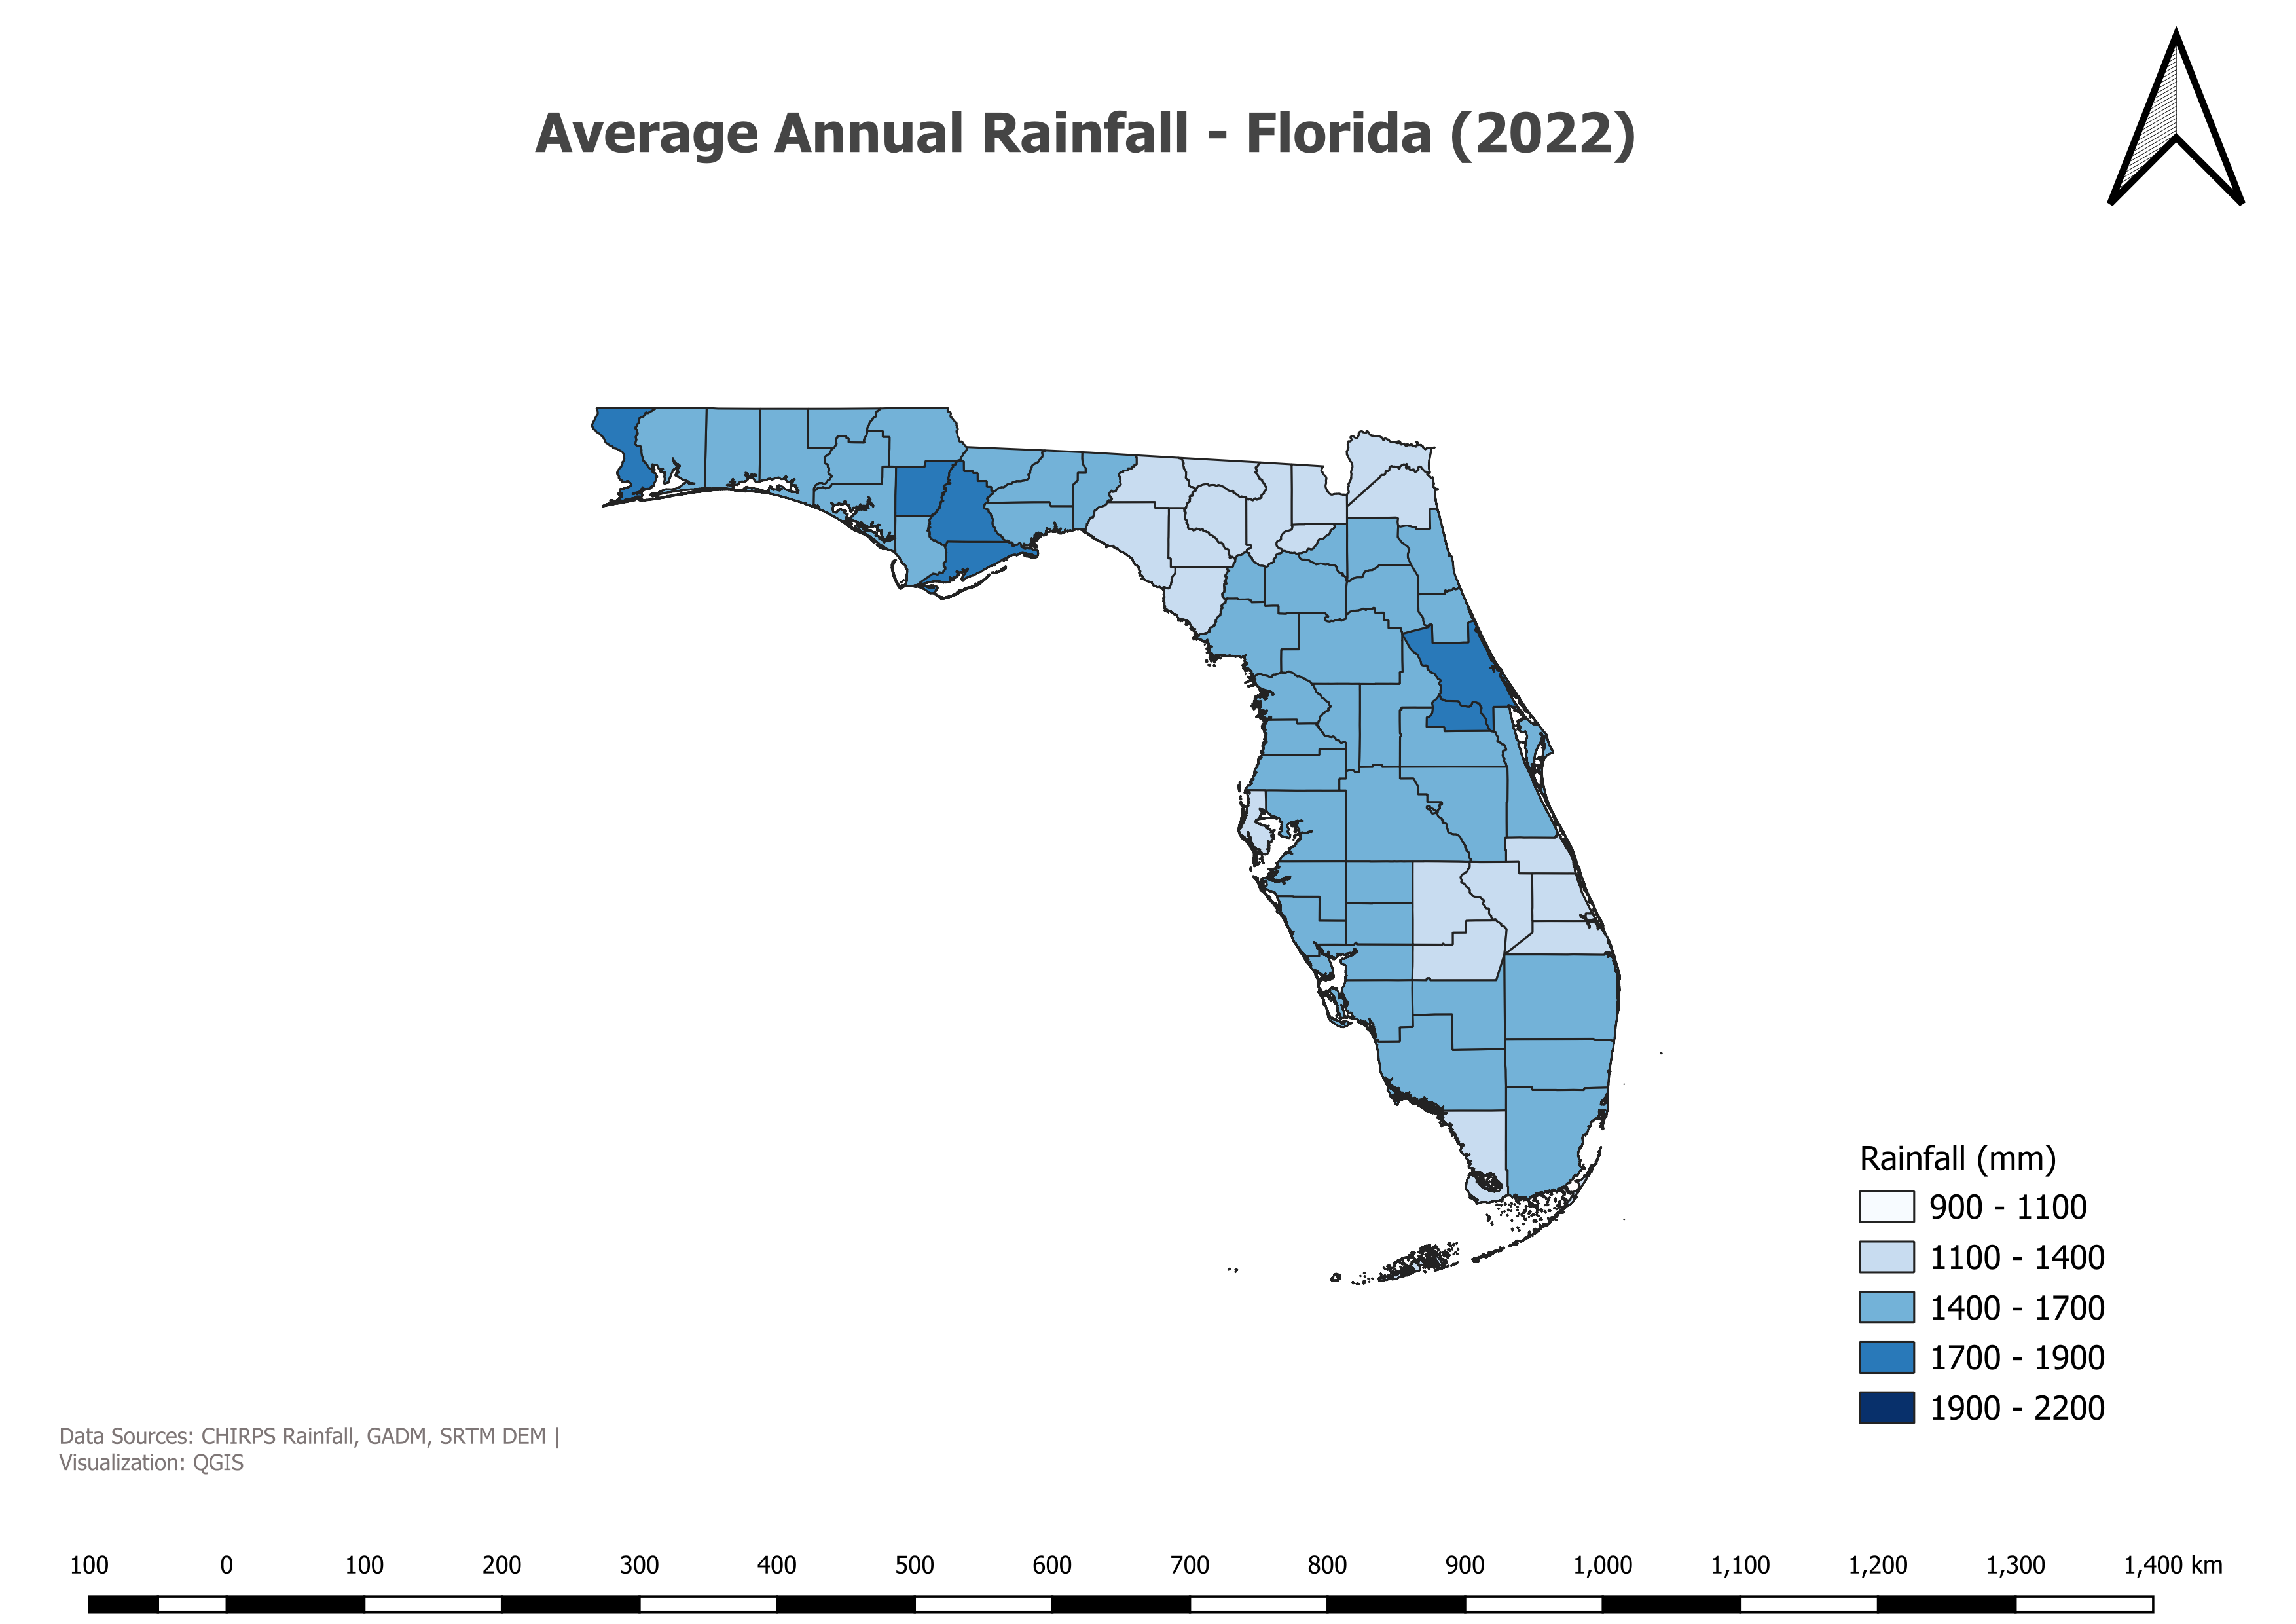 Average Annual Rainfall - Florida (2022)
Rainfall (mm)
900 - 1100
1100 - 1400
1400 - 1700
1700 - 1900
1900 - 2200
Data Sources: CHIRPS Rainfall, GADM, SRTM DEM |
Visualization: QGIS
100 0 100 200 300 400 500 600 700 800 900 1,000 1,100 1,200 1,300 1,400 km